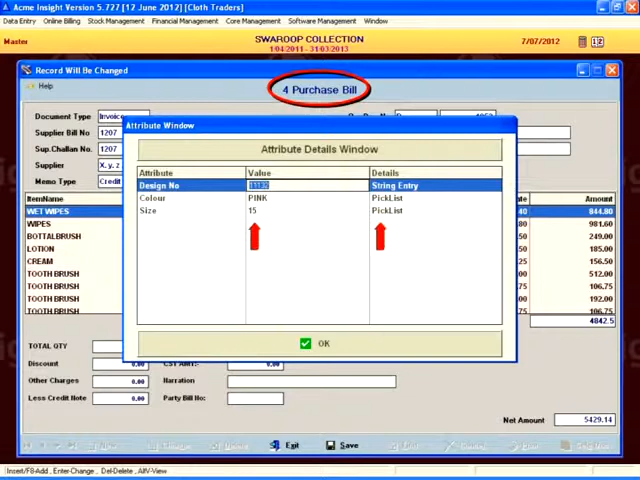 Acme Insight Version 5.727 [12 June 2012] [Cloth Traders]
Data Entry Online Billing Stock Management Financial Management Core Management Accounts Management Window
Master SWAROOP COLLECTION 7/07/2012
1/04/2011 - 31/03/2013
Record Will Be Changed
Help
4 Purchase Bill
Document Type Invoice
Supplier Bill No 1207
Sup.Challan No. 1207
Supplier X.y, z
Memo Type Credit
Attribute Window
Attribute Details Window
Attribute Value Details
Design No String Entry
Colour PINK PickList
Size 15 PickList
OK
ItemName Amount
WET WIPES 844.80
WIPES 981.60
BOTTALBRUSH 249.00
LOTION 185.00
CREAM 156.50
TOOTH BRUSH 512.00
TOOTH BRUSH 106.75
TOOTH BRUSH 192.00
TOOTH BRUSH 106.75
4842.5
TOTAL QTY
Discount 0.00 CST AMT:- 0.00
Other Charges 0.00 Narration
Less Credit Note 0.00 Party Bill No:
Net Amount 5429.14
Exit Save
Insert/F8-Add, Enter-Change, Del-Delete, Alt/V-View